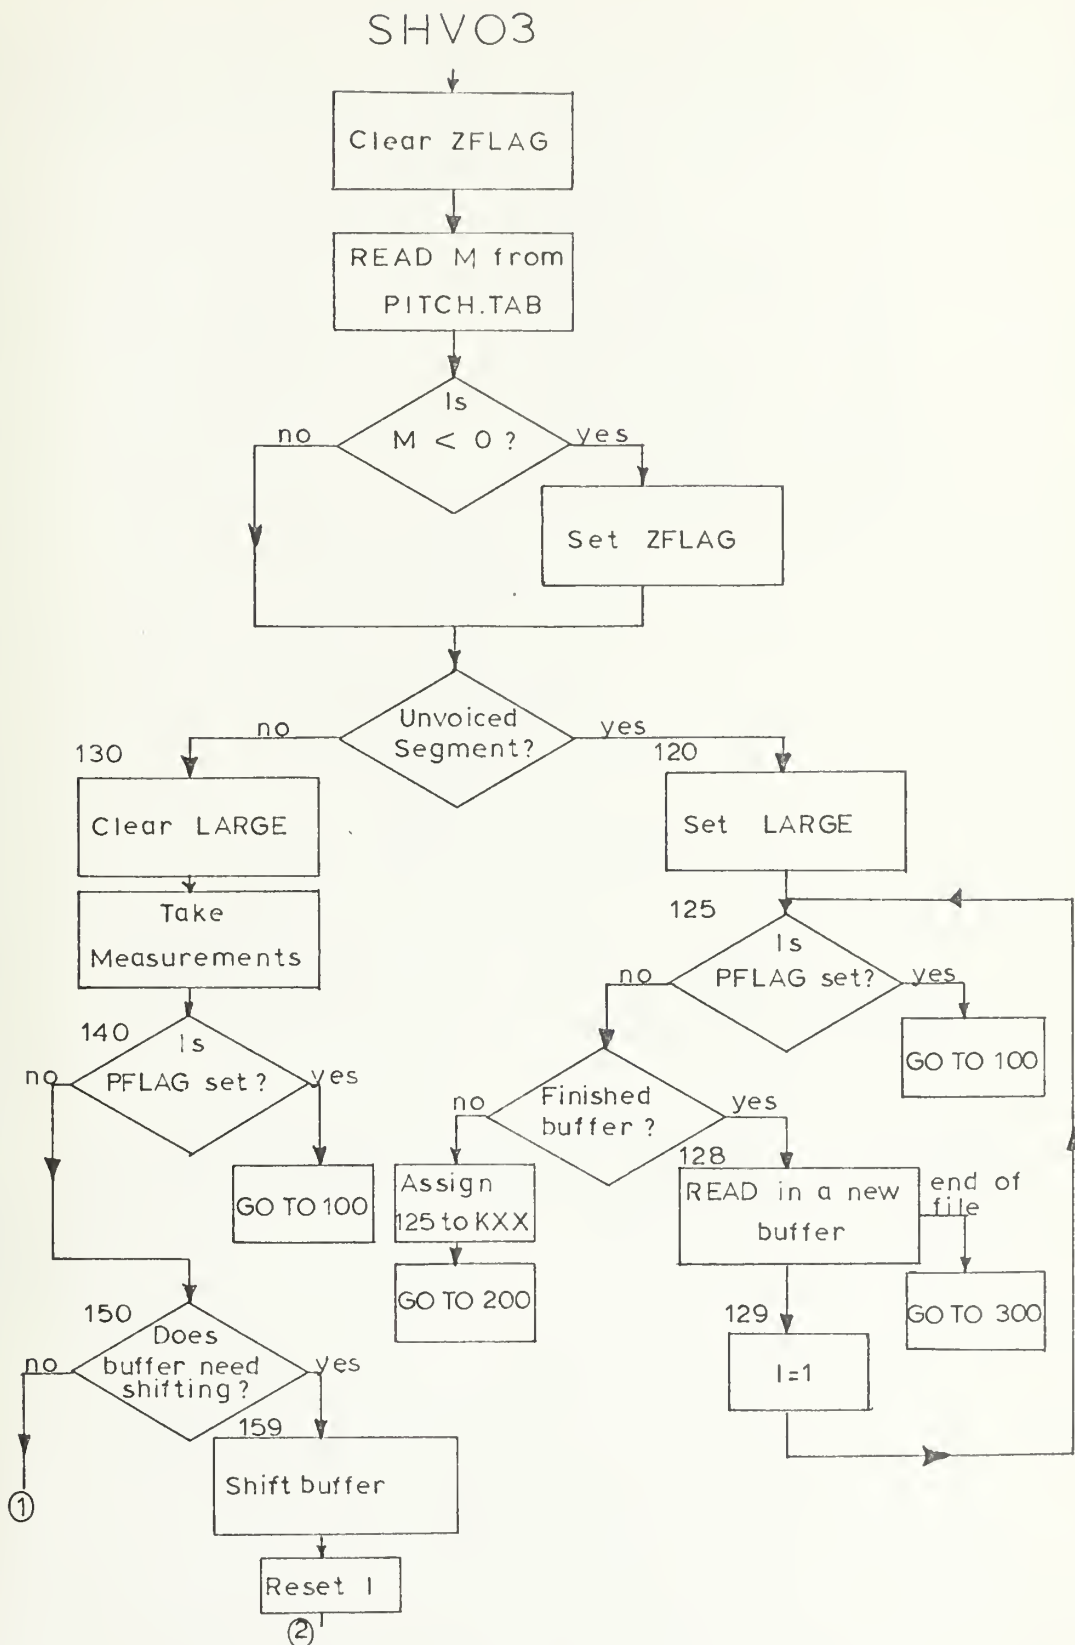 SHV03
Clear ZFLAG
READ M from
PITCH.TAB
Is
M < 0 ?
no
yes
Set ZFLAG
Unvoiced
Segment?
no
yes
130
Clear LARGE
Take
Measurements
140
Is
PFLAG set ?
no
yes
GO TO 100
150
Does
buffer need
shifting ?
no
yes
1
159
Shift buffer
Reset I
2
120
Set LARGE
125
Is
PFLAG set?
no
yes
GO TO 100
Finished
buffer ?
no
yes
Assign
125 to KXX
GO TO 200
128
READ in a new
buffer
end of
file
GO TO 300
129
I=1